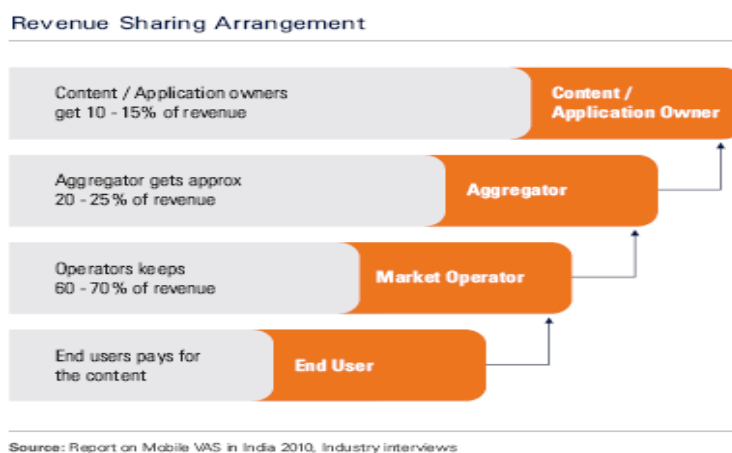 Revenue Sharing Arrangement
Content / Application owners
get 10 - 15% of revenue
Content /
Application Owner
Aggregator gets approx
20 - 25% of revenue
Aggregator
Operators keeps
60 - 70% of revenue
Market Operator
End users pays for
the content
End User
Source: Report on Mobile VAS in India 2010, Industry interviews